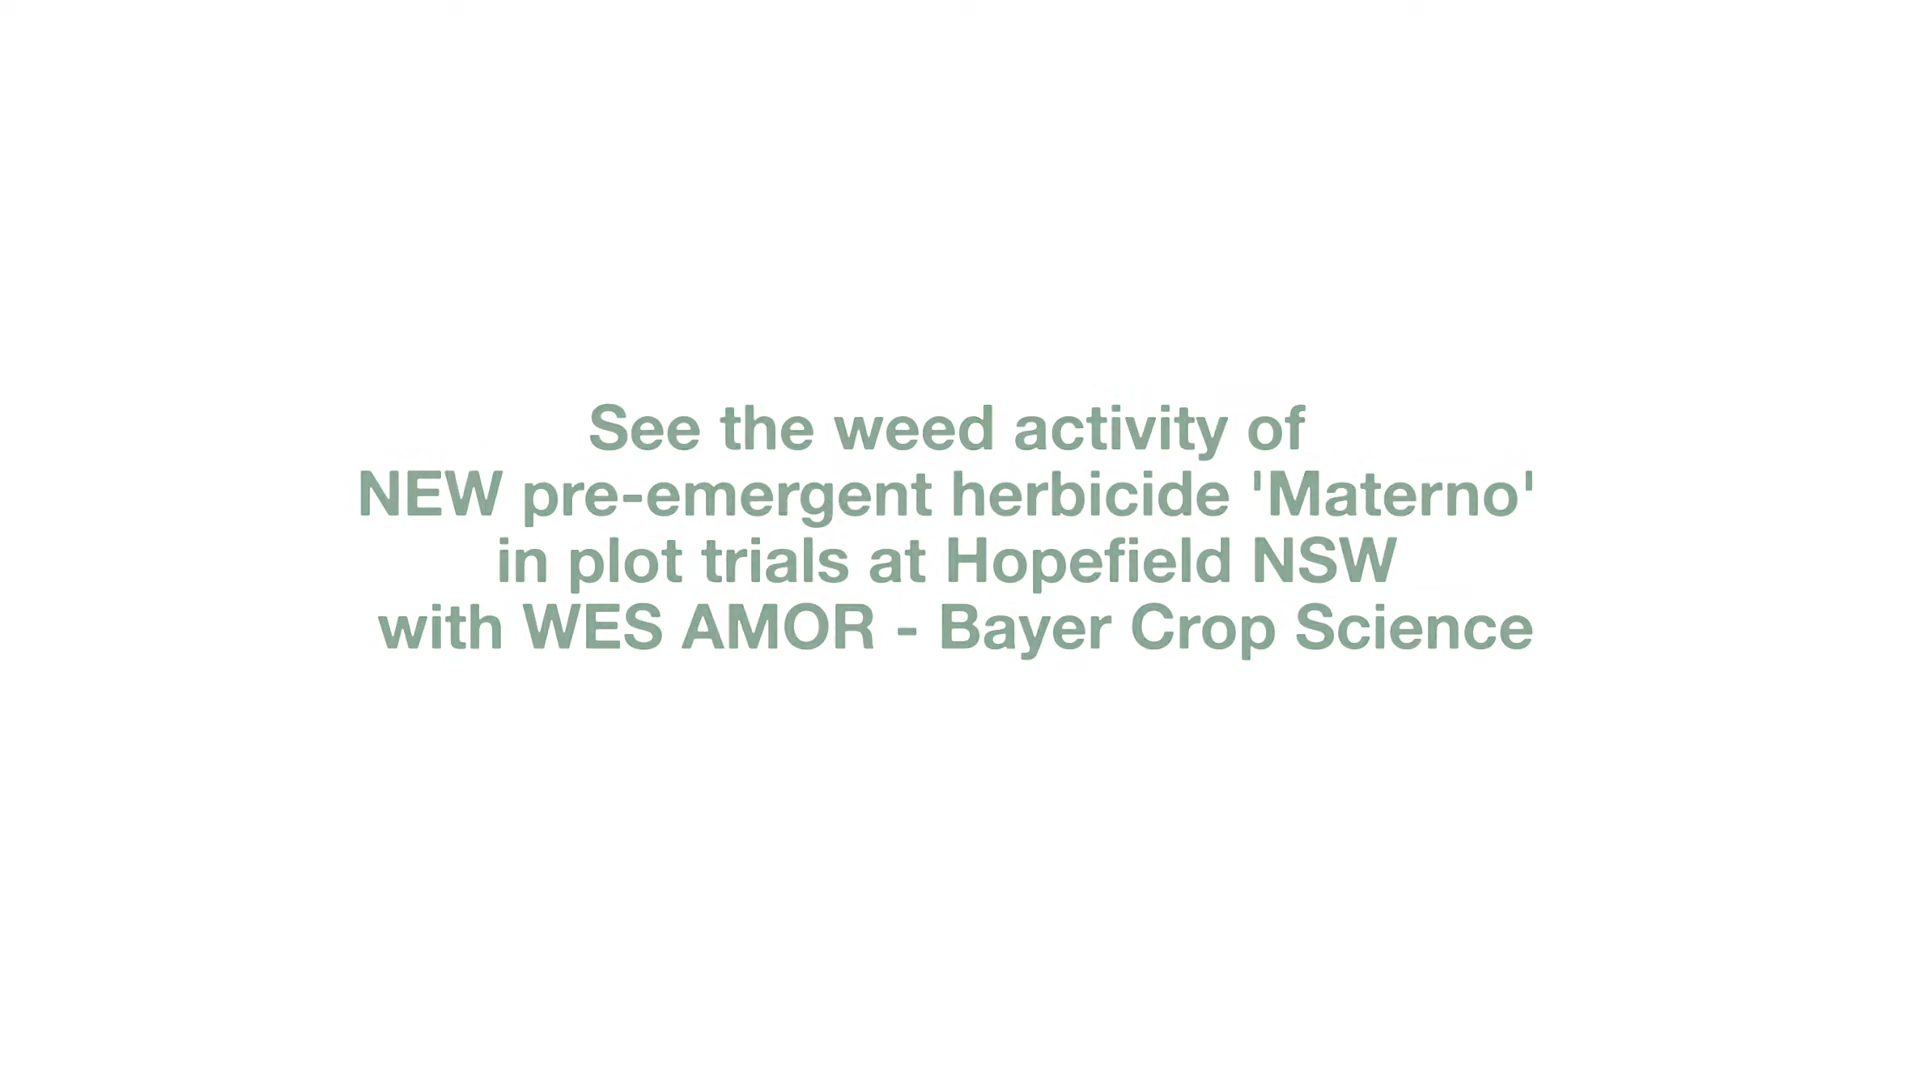 See the weed activity of
NEW pre-emergent herbicide 'Materno'
in plot trials at Hopefield NSW
with WES AMOR - Bayer Crop Science